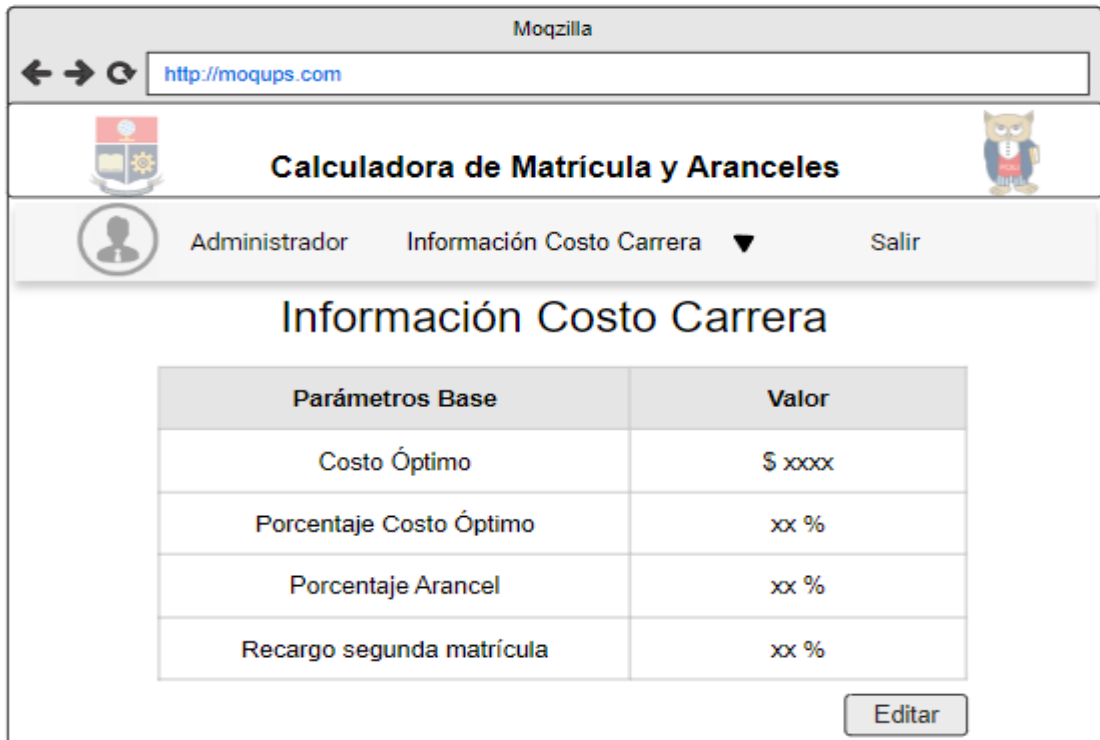 Moqzilla
http://moqups.com
Calculadora de Matrícula y Aranceles
Administrador Información Costo Carrera ▼ Salir
Información Costo Carrera
Parámetros Base Valor
Costo Óptimo $ xxxx
Porcentaje Costo Óptimo xx %
Porcentaje Arancel xx %
Recargo segunda matrícula xx %
Editar